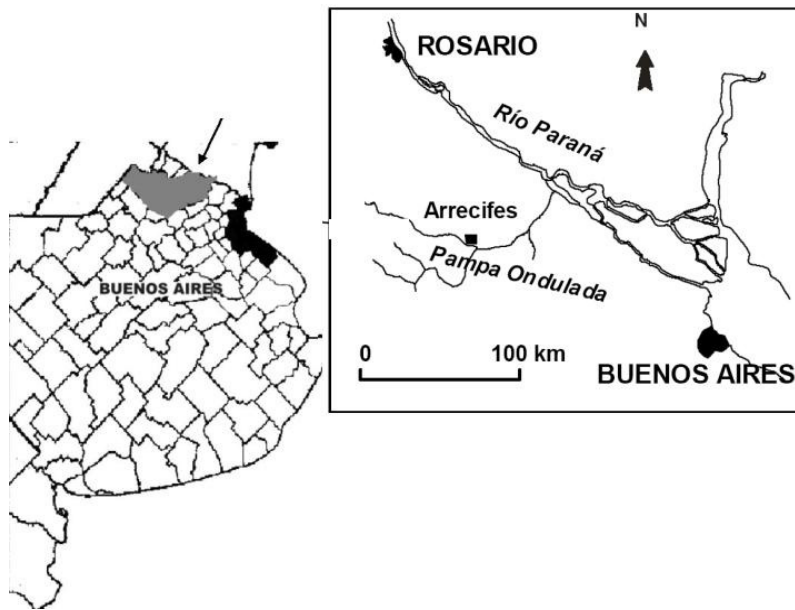 BUENOS AIRES
N
ROSARIO
Río Paraná
Arrecifes
Pampa Ondulada
0 100 km
BUENOS AIRES